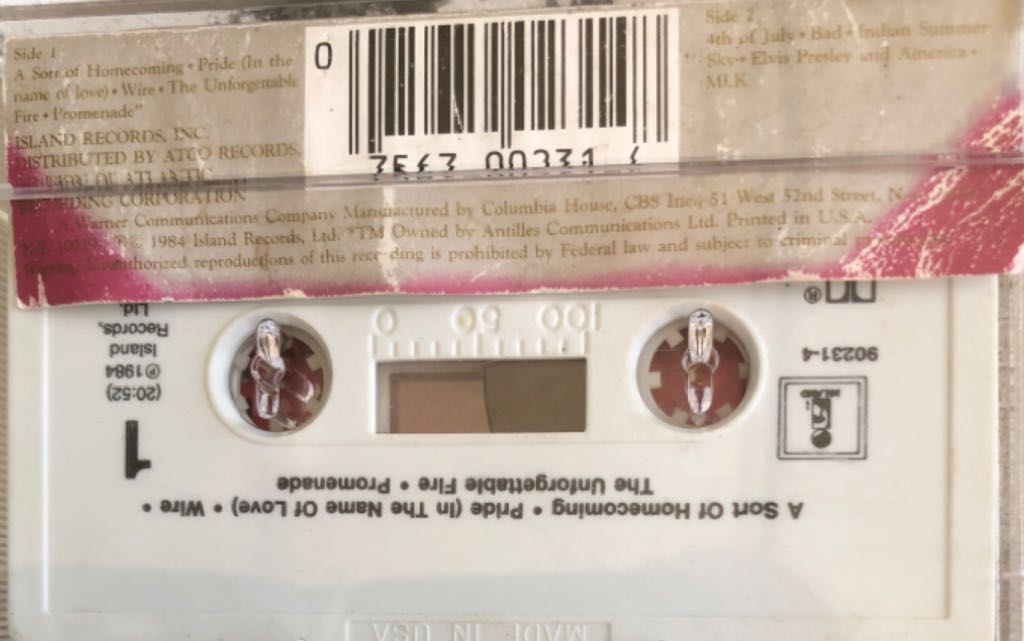 Side 1
A Sort of Homecoming • Pride (In the
name of love) • Wire • The Unforgettable
Fire • Promenade"
ISLAND RECORDS, INC.
DISTRIBUTED BY ATCO RECORDS,
OF ATLANTIC
CORPORATION
Warner Communications Company Manufactured by Columbia House, CBS Inc., 51 West 52nd Street,
℗© 1984 Island Records, Ltd. *TM Owned by Antilles Communications Ltd. Printed in U.S.A.
Unauthorized reproductions of this recording is prohibited by Federal law and subject to criminal
0
Side 2
4th of July • Bad • Indian Summer
Sky • Elvis Presley and America •
MLK
A Sort Of Homecoming • Pride (In The Name Of Love) • Wire •
The Unforgettable Fire • Promenade
1
(20:52)
℗1984
Island
Records,
Ltd.
90231-4
®
ISLAND
100 50 0
MADE IN USA